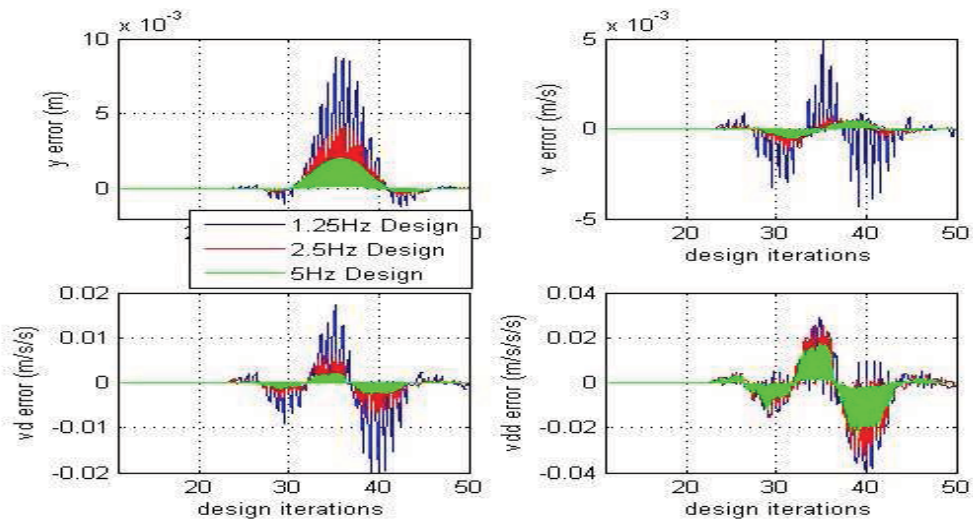 x 10⁻³
10
5
0
y error (m)
x 10⁻³
5
0
-5
v error (m/s)
20 30 40 50
design iterations
50
1.25Hz Design
2.5Hz Design
5Hz Design
0.02
0.01
0
-0.01
-0.02
vd error (m/s/s)
20 30 40 50
design iterations
0.04
0.02
0
-0.02
-0.04
vdd error (m/s/s/s)
20 30 40 50
design iterations